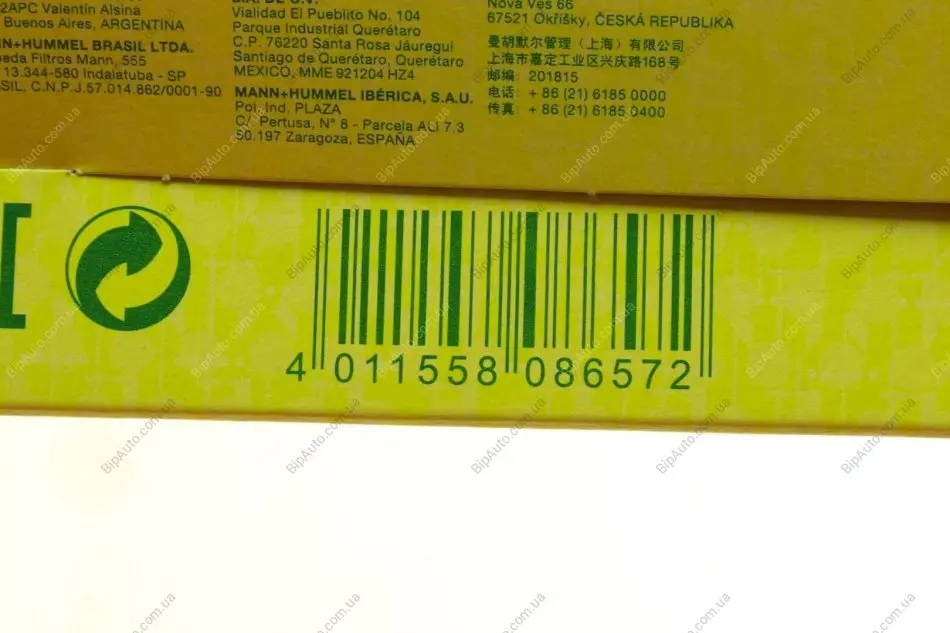 2APC Valentín Alsina
Buenos Aires, ARGENTINA
NN+HUMMEL BRASIL LTDA.
eda Filtros Mann, 555
13.344-580 Indaiatuba - SP
SIL, C.N.P.J.57.014.862/0001-90
S.A. DE C.V.
Vialidad El Pueblito No. 104
Parque Industrial Querétaro
C.P. 76220 Santa Rosa Jáuregui
Santiago de Querétaro, Querétaro
MEXICO, MME 921204 HZ4
MANN+HUMMEL IBÉRICA, S.A.U.
Pol. Ind. PLAZA
C/ Pertusa, N° 8 - Parcela ALI 7.3
50.197 Zaragoza, ESPAÑA
Nová Ves 66
67521 Okříšky, ČESKÁ REPUBLIKA
曼胡默尔管理（上海）有限公司
上海市嘉定工业区兴庆路168号
邮编: 201815
电话: + 86 (21) 6185 0000
传真: + 86 (21) 6185 0400
4 011558 086572
BipAuto.com.ua